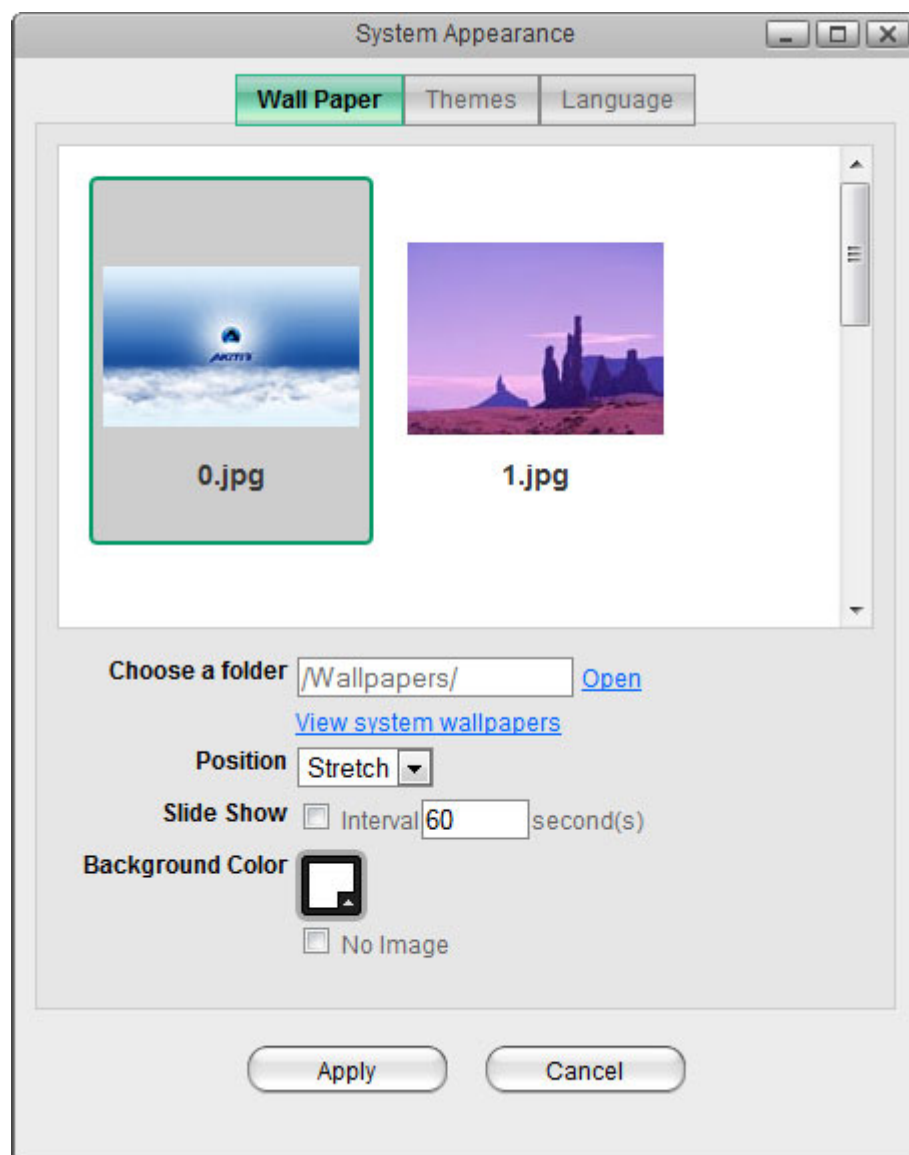 System Appearance
Wall Paper Themes Language
AKiTiO
0.jpg 1.jpg
Choose a folder /Wallpapers/ Open
View system wallpapers
Position Stretch
Slide Show Interval 60 second(s)
Background Color
No Image
Apply Cancel